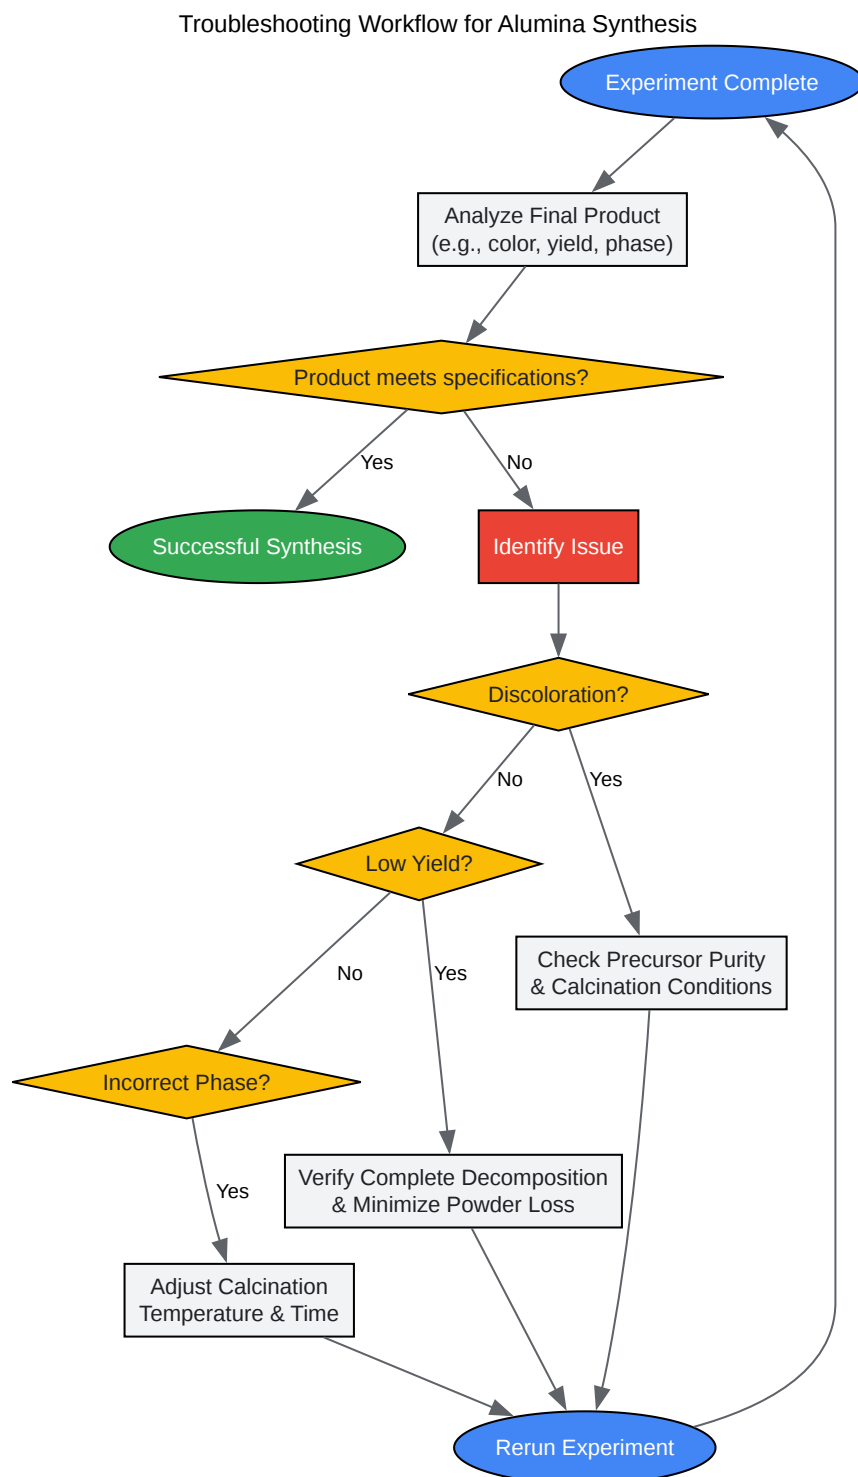 Troubleshooting Workflow for Alumina Synthesis
Experiment Complete
Analyze Final Product
(e.g., color, yield, phase)
Product meets specifications?
Yes
No
Successful Synthesis
Identify Issue
Discoloration?
No
Yes
Low Yield?
Check Precursor Purity
& Calcination Conditions
No
Yes
Incorrect Phase?
Verify Complete Decomposition
& Minimize Powder Loss
Yes
Adjust Calcination
Temperature & Time
Rerun Experiment